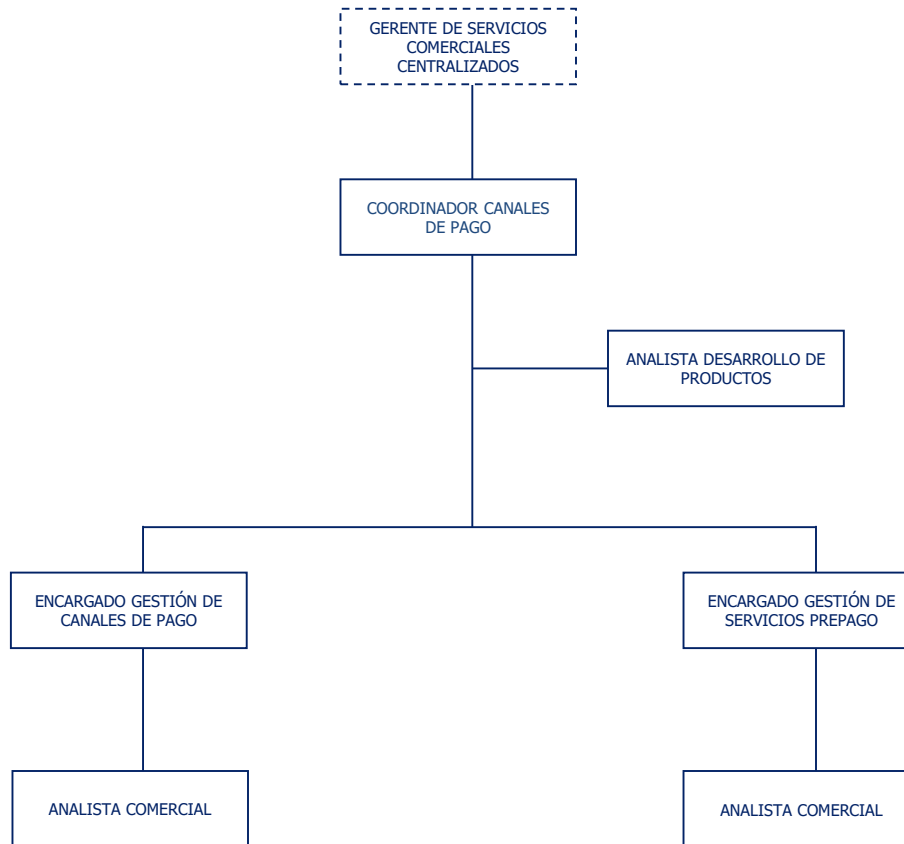 GERENTE DE SERVICIOS
COMERCIALES
CENTRALIZADOS
COORDINADOR CANALES
DE PAGO
ANALISTA DESARROLLO DE
PRODUCTOS
ENCARGADO GESTIÓN DE
CANALES DE PAGO
ENCARGADO GESTIÓN DE
SERVICIOS PREPAGO
ANALISTA COMERCIAL
ANALISTA COMERCIAL